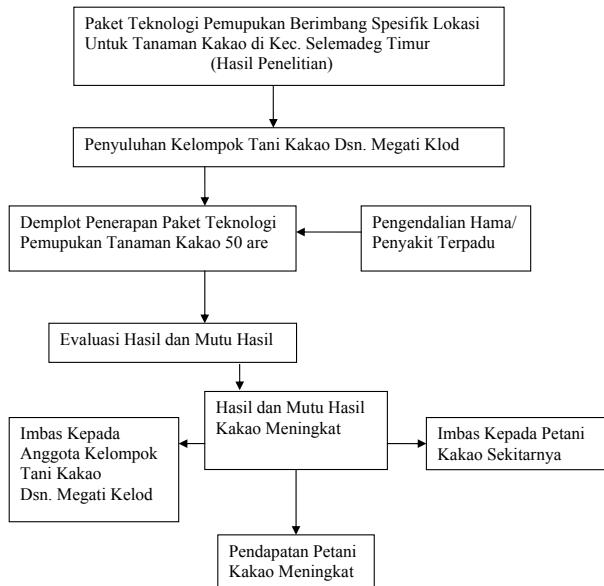 Paket Teknologi Pemupukan Berimbang Spesifik Lokasi
Untuk Tanaman Kakao di Kec. Selemadeg Timur
(Hasil Penelitian)
Penyuluhan Kelompok Tani Kakao Dsn. Megati Klod
Demplot Penerapan Paket Teknologi
Pemupukan Tanaman Kakao 50 are
Pengendalian Hama/
Penyakit Terpadu
Evaluasi Hasil dan Mutu Hasil
Hasil dan Mutu Hasil
Kakao Meningkat
Imbas Kepada
Anggota Kelompok
Tani Kakao
Dsn. Megati Kelod
Imbas Kepada Petani
Kakao Sekitarnya
Pendapatan Petani
Kakao Meningkat